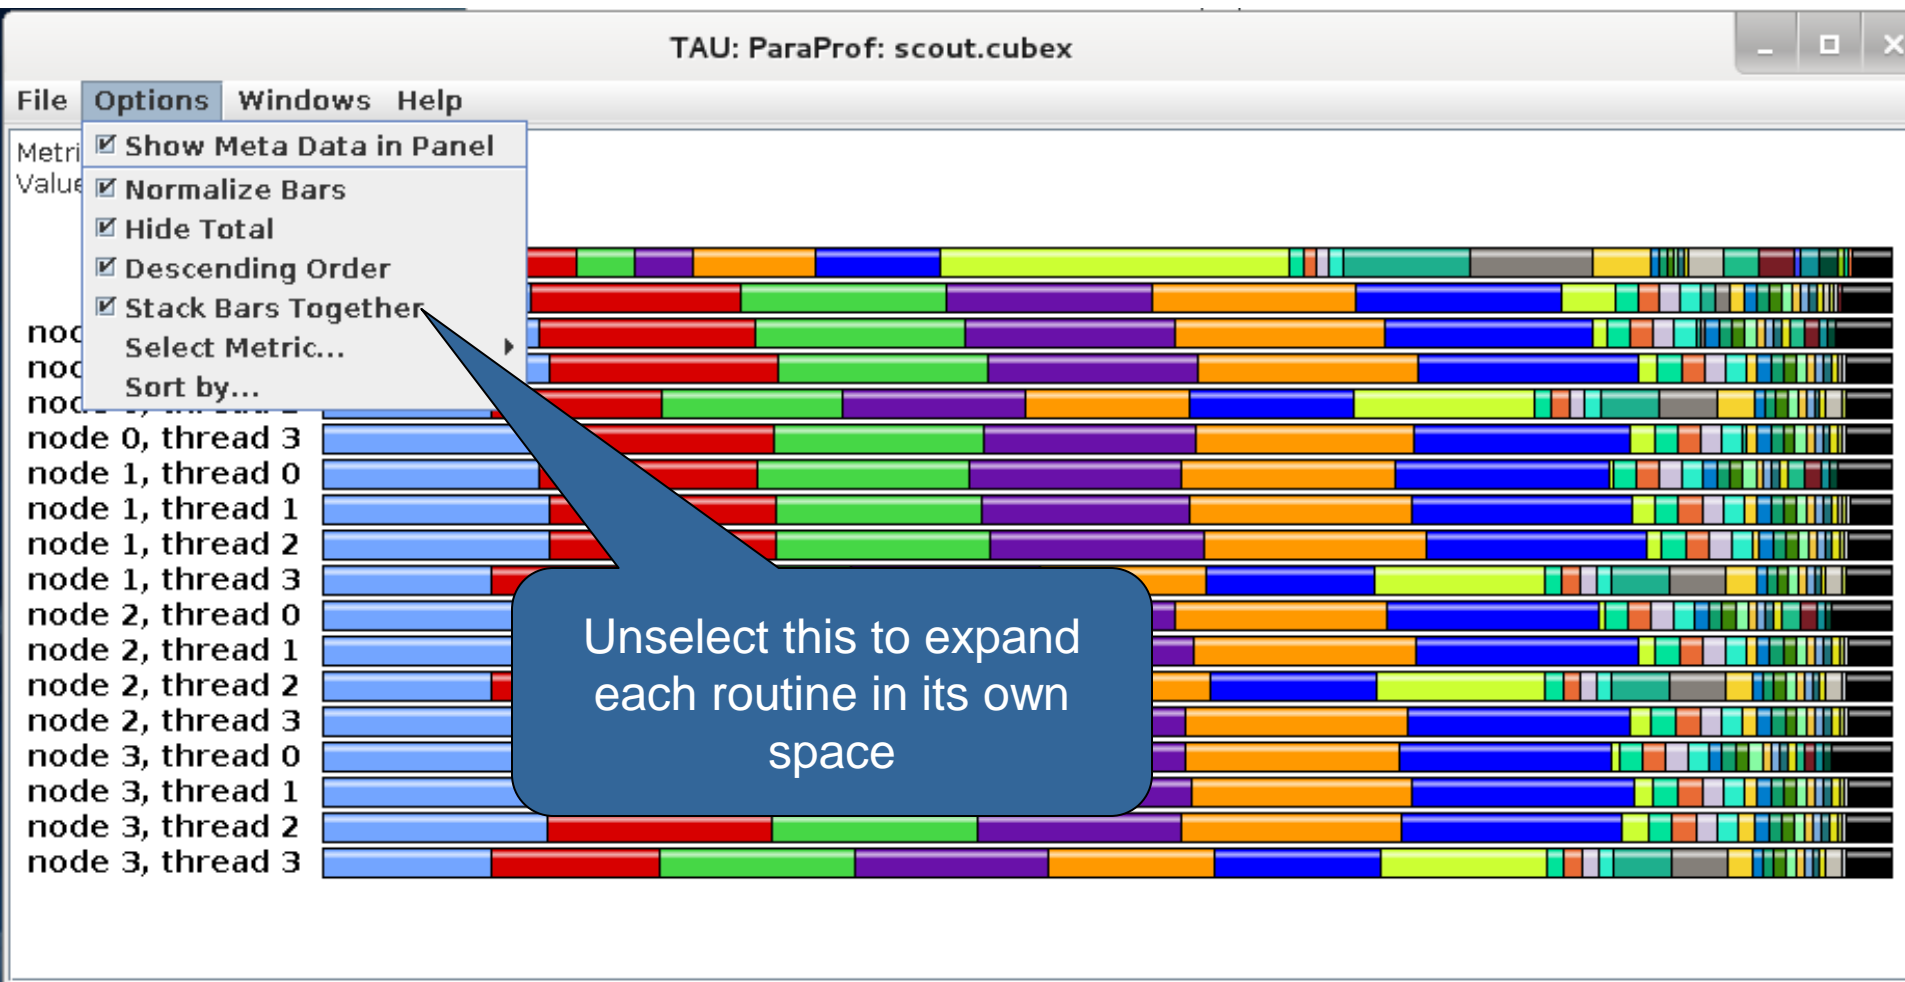 TAU: ParaProf: scout.cubex
File Options Windows Help
Show Meta Data in Panel
Normalize Bars
Hide Total
Descending Order
Stack Bars Together
Select Metric...
Sort by...
node 0, thread 3
node 1, thread 0
node 1, thread 1
node 1, thread 2
node 1, thread 3
node 2, thread 0
node 2, thread 1
node 2, thread 2
node 2, thread 3
node 3, thread 0
node 3, thread 1
node 3, thread 2
node 3, thread 3
Unselect this to expand
each routine in its own
space